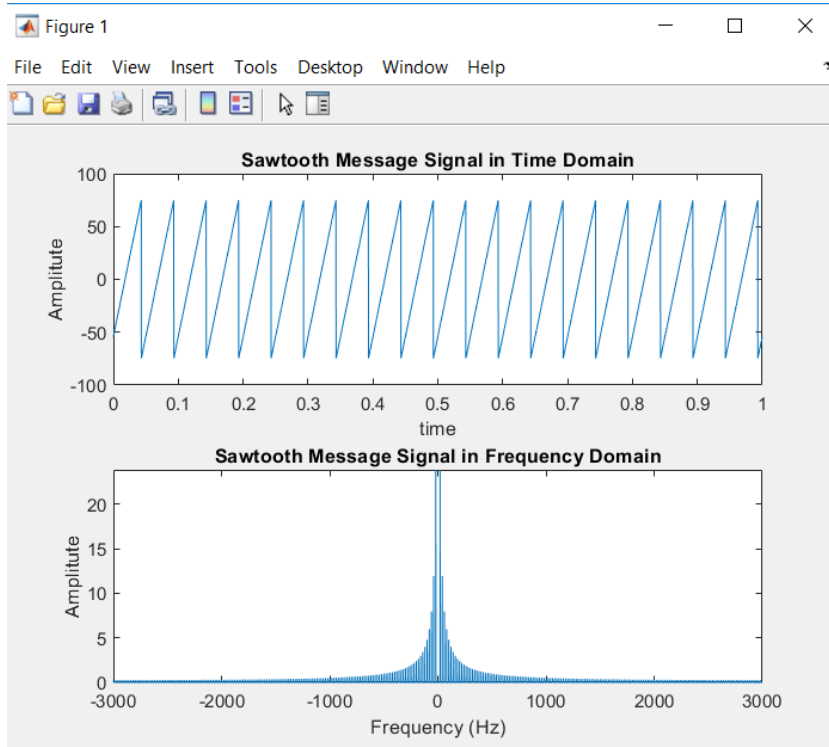 Figure 1
File Edit View Insert Tools Desktop Window Help
Sawtooth Message Signal in Time Domain
100
50
0
-50
-100
Amplitute
0 0.1 0.2 0.3 0.4 0.5 0.6 0.7 0.8 0.9 1
time
Sawtooth Message Signal in Frequency Domain
20
15
10
5
0
Amplitute
-3000 -2000 -1000 0 1000 2000 3000
Frequency (Hz)